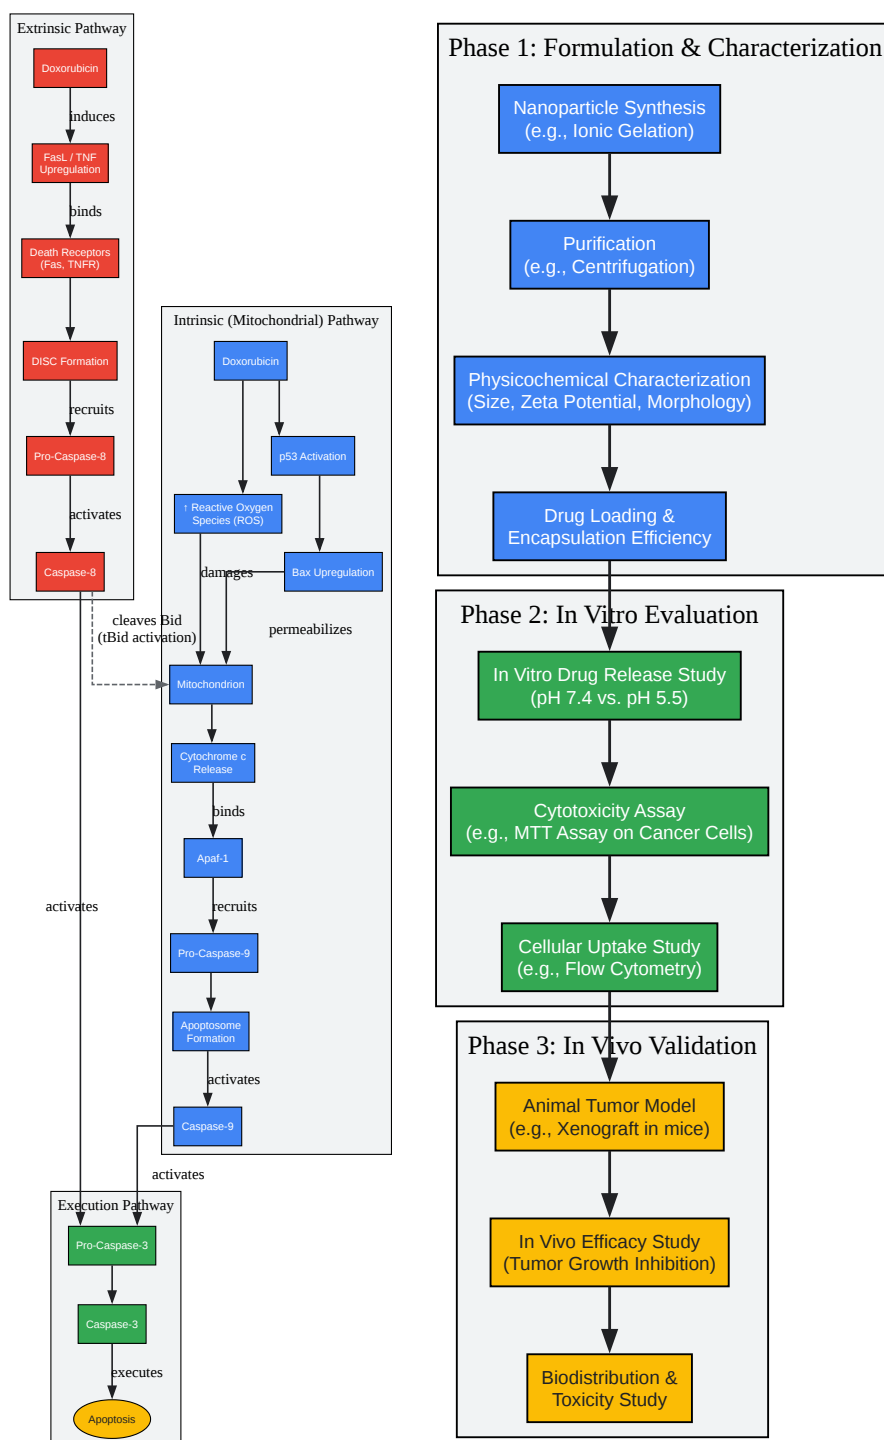 Extrinsic Pathway
Doxorubicin
induces
FasL / TNF
Upregulation
binds
Death Receptors
(Fas, TNFR)
DISC Formation
recruits
Pro-Caspase-8
activates
Caspase-8
cleaves Bid
(tBid activation)
activates
Intrinsic (Mitochondrial) Pathway
Doxorubicin
p53 Activation
↑ Reactive Oxygen
Species (ROS)
damages
Bax Upregulation
permeabilizes
Mitochondrion
Cytochrome c
Release
binds
Apaf-1
recruits
Pro-Caspase-9
Apoptosome
Formation
activates
Caspase-9
activates
Execution Pathway
Pro-Caspase-3
Caspase-3
executes
Apoptosis
Phase 1: Formulation & Characterization
Nanoparticle Synthesis
(e.g., Ionic Gelation)
Purification
(e.g., Centrifugation)
Physicochemical Characterization
(Size, Zeta Potential, Morphology)
Drug Loading &
Encapsulation Efficiency
Phase 2: In Vitro Evaluation
In Vitro Drug Release Study
(pH 7.4 vs. pH 5.5)
Cytotoxicity Assay
(e.g., MTT Assay on Cancer Cells)
Cellular Uptake Study
(e.g., Flow Cytometry)
Phase 3: In Vivo Validation
Animal Tumor Model
(e.g., Xenograft in mice)
In Vivo Efficacy Study
(Tumor Growth Inhibition)
Biodistribution &
Toxicity Study